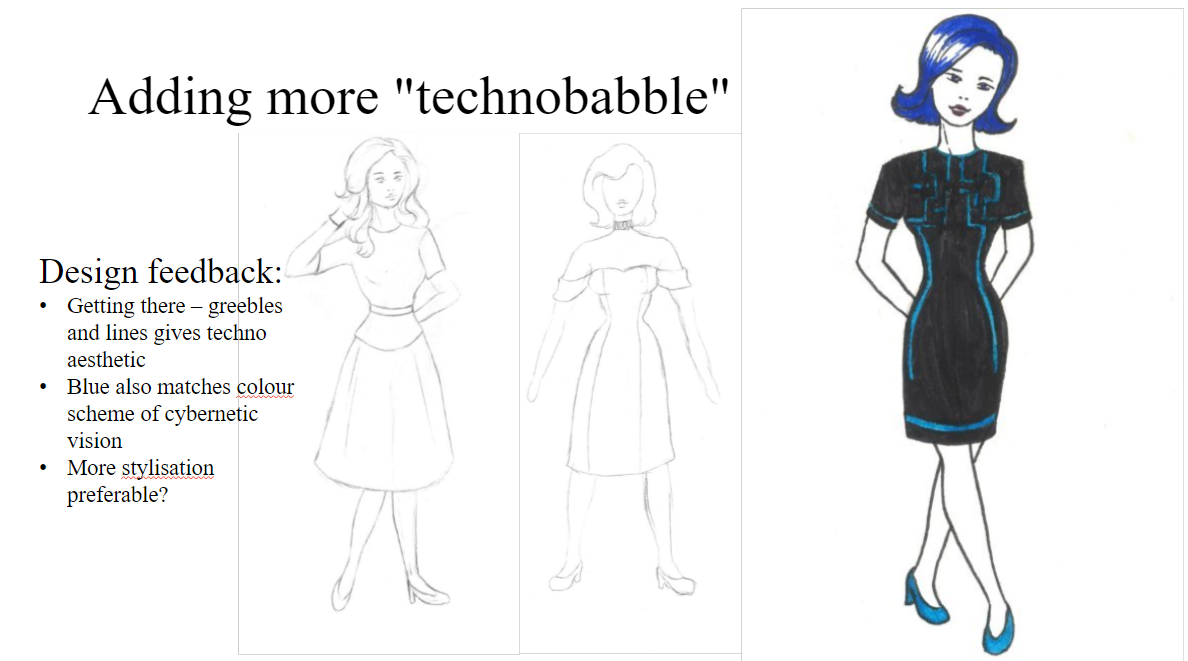 Adding more "technobabble"
Design feedback:
• Getting there – greebles
and lines gives techno
aesthetic
• Blue also matches colour
scheme of cybernetic
vision
• More stylisation
preferable?